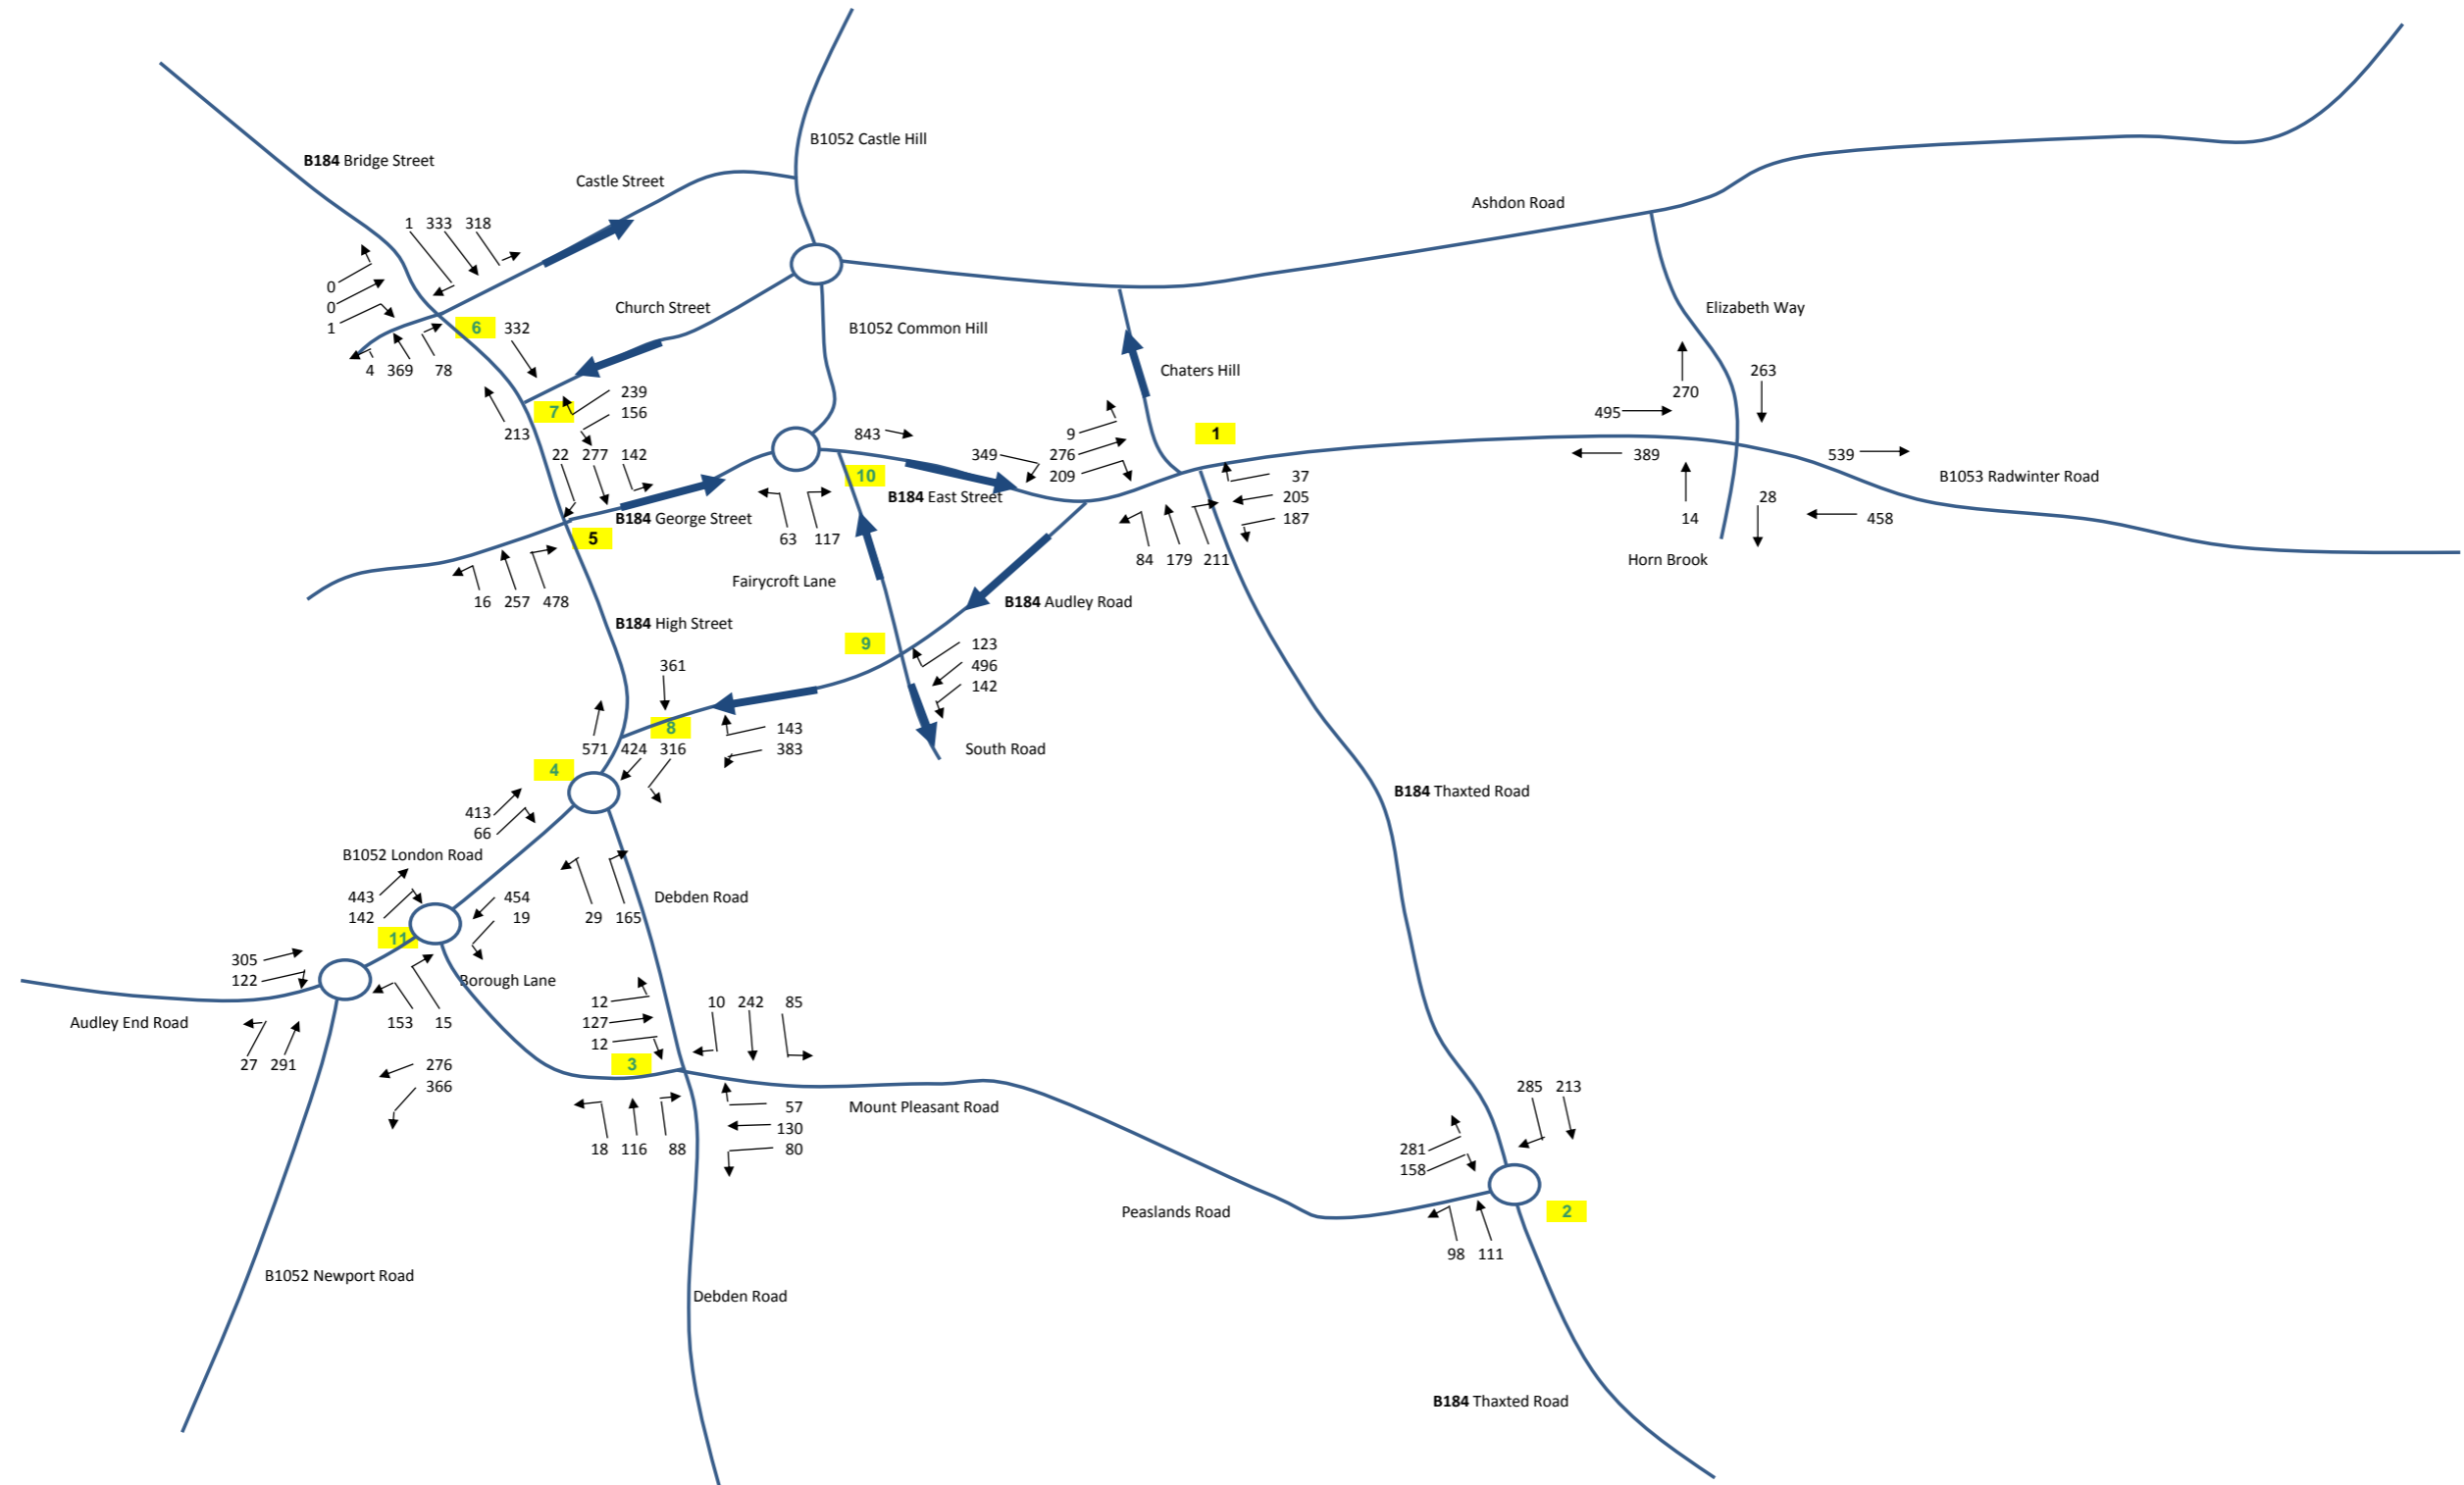 B1052 Castle Hill
B184 Bridge Street
Castle Street
Ashdon Road
1 333 318
0
0
1
Church Street
Elizabeth Way
6 332
B1052 Common Hill
4 369 78
Chaters Hill
263
270
239
7
156
495
213
843
9
1
22 277 142
349 276
389
539
209
10
37
B1053 Radwinter Road
B184 East Street
205
28
B184 George Street
187
14
458
5
63 117
84 179 211
Horn Brook
Fairycroft Lane
16 257 478
B184 Audley Road
B184 High Street
9
123
496
361
142
8
143
571 424 316
383
South Road
4
B184 Thaxted Road
413
66
B1052 London Road
443
454
Debden Road
142
19
29 165
11
305
122
Borough Lane
12
10 242 85
Audley End Road
153 15
127
12
27 291
276
3
366
285 213
57
Mount Pleasant Road
130
18 116 88
80
281
158
Peaslands Road
2
98 111
B1052 Newport Road
Debden Road
B184 Thaxted Road